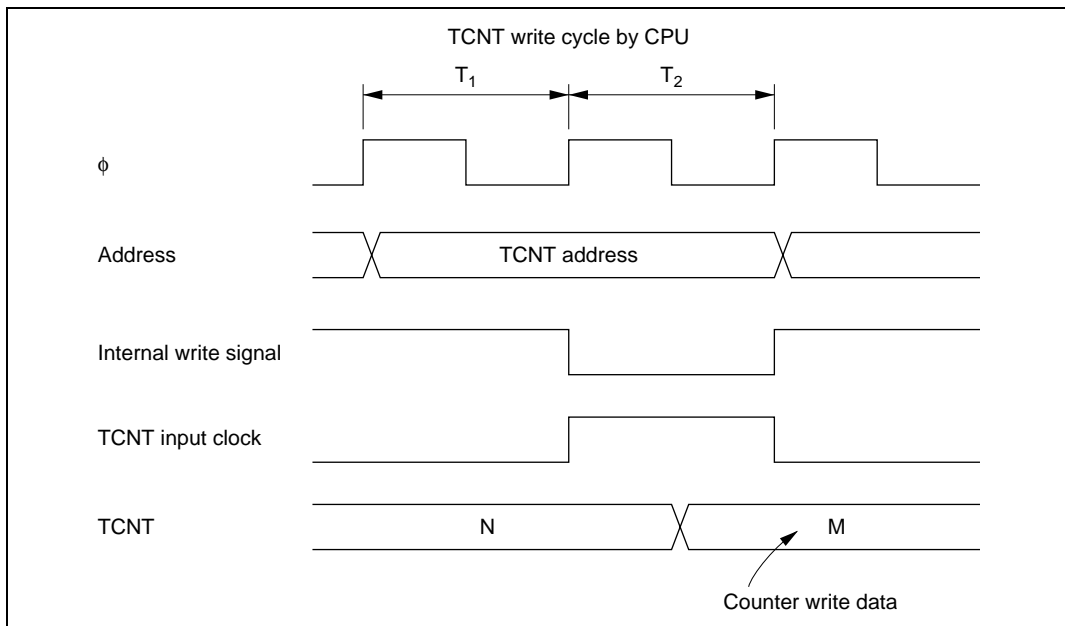 TCNT write cycle by CPU
T1 T2
ϕ
Address TCNT address
Internal write signal
TCNT input clock
TCNT N M
Counter write data